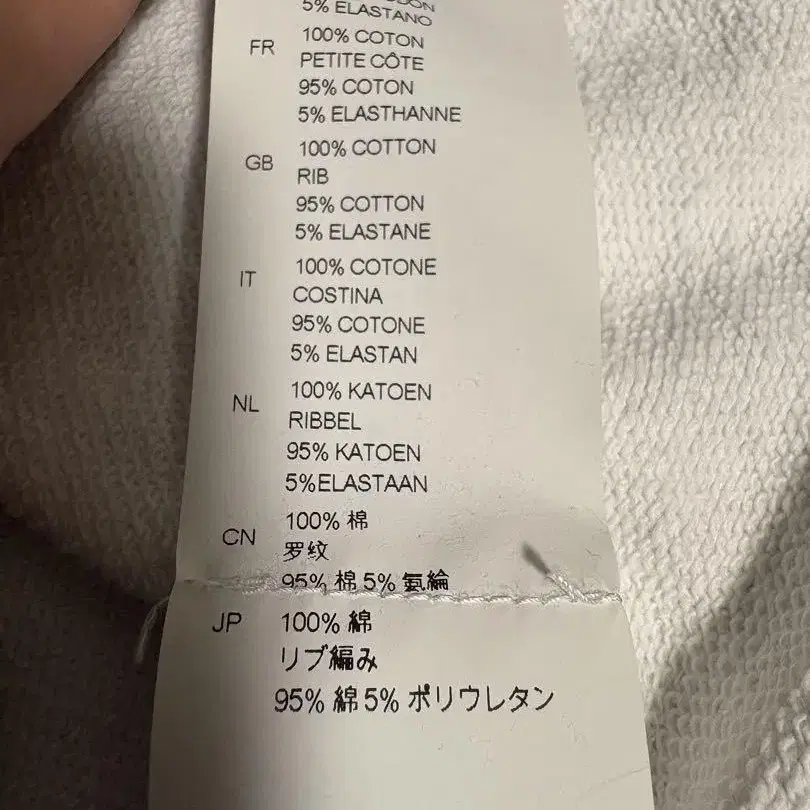 5% ELASTANO
FR 100% COTON
PETITE CÔTE
95% COTON
5% ELASTHANNE
GB 100% COTTON
RIB
95% COTTON
5% ELASTANE
IT 100% COTONE
COSTINA
95% COTONE
5% ELASTAN
NL 100% KATOEN
RIBBEL
95% KATOEN
5%ELASTAAN
CN 100% 棉
罗纹
95% 棉 5% 氨綸
JP 100% 綿
リブ編み
95% 綿 5% ポリウレタン